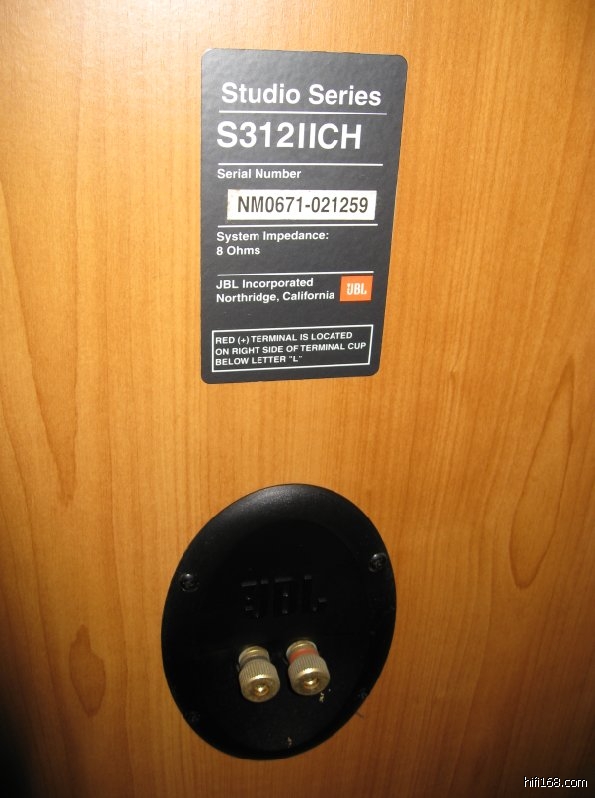 Studio Series
S312IICH
Serial Number
NM0671-021259
System Impedance:
8 Ohms
JBL Incorporated
Northridge, California
JBL
RED (+) TERMINAL IS LOCATED
ON RIGHT SIDE OF TERMINAL CUP
BELOW LETTER "L"
JBL
hifi168.com